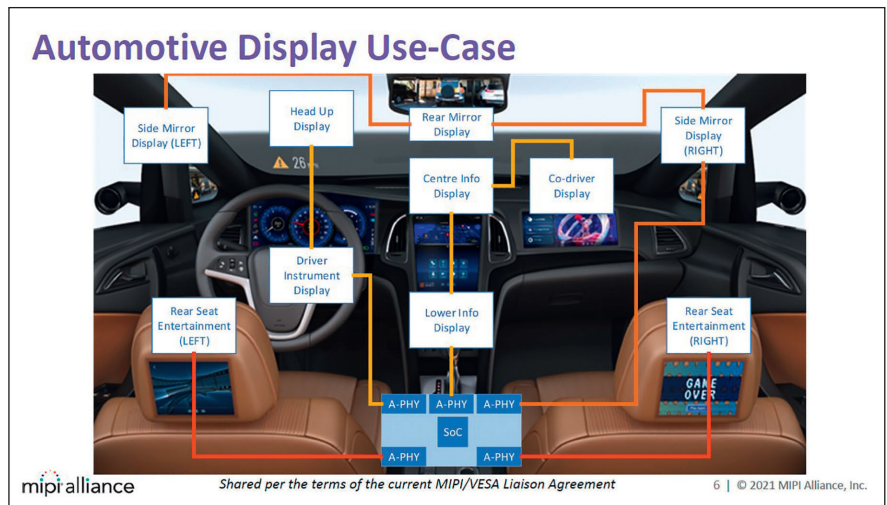 Automotive Display Use-Case
Side Mirror
Display (LEFT)
Head Up
Display
Rear Mirror
Display
Side Mirror
Display
(RIGHT)
26
Centre Info
Display
Co-driver
Display
Driver
Instrument
Display
Rear Seat
Entertainment
(LEFT)
Lower Info
Display
Rear Seat
Entertainment
(RIGHT)
GAME
OVER
A-PHY A-PHY A-PHY
SoC
A-PHY A-PHY
mipi alliance
Shared per the terms of the current MIPI/VESA Liaison Agreement
6 | © 2021 MIPI Alliance, Inc.